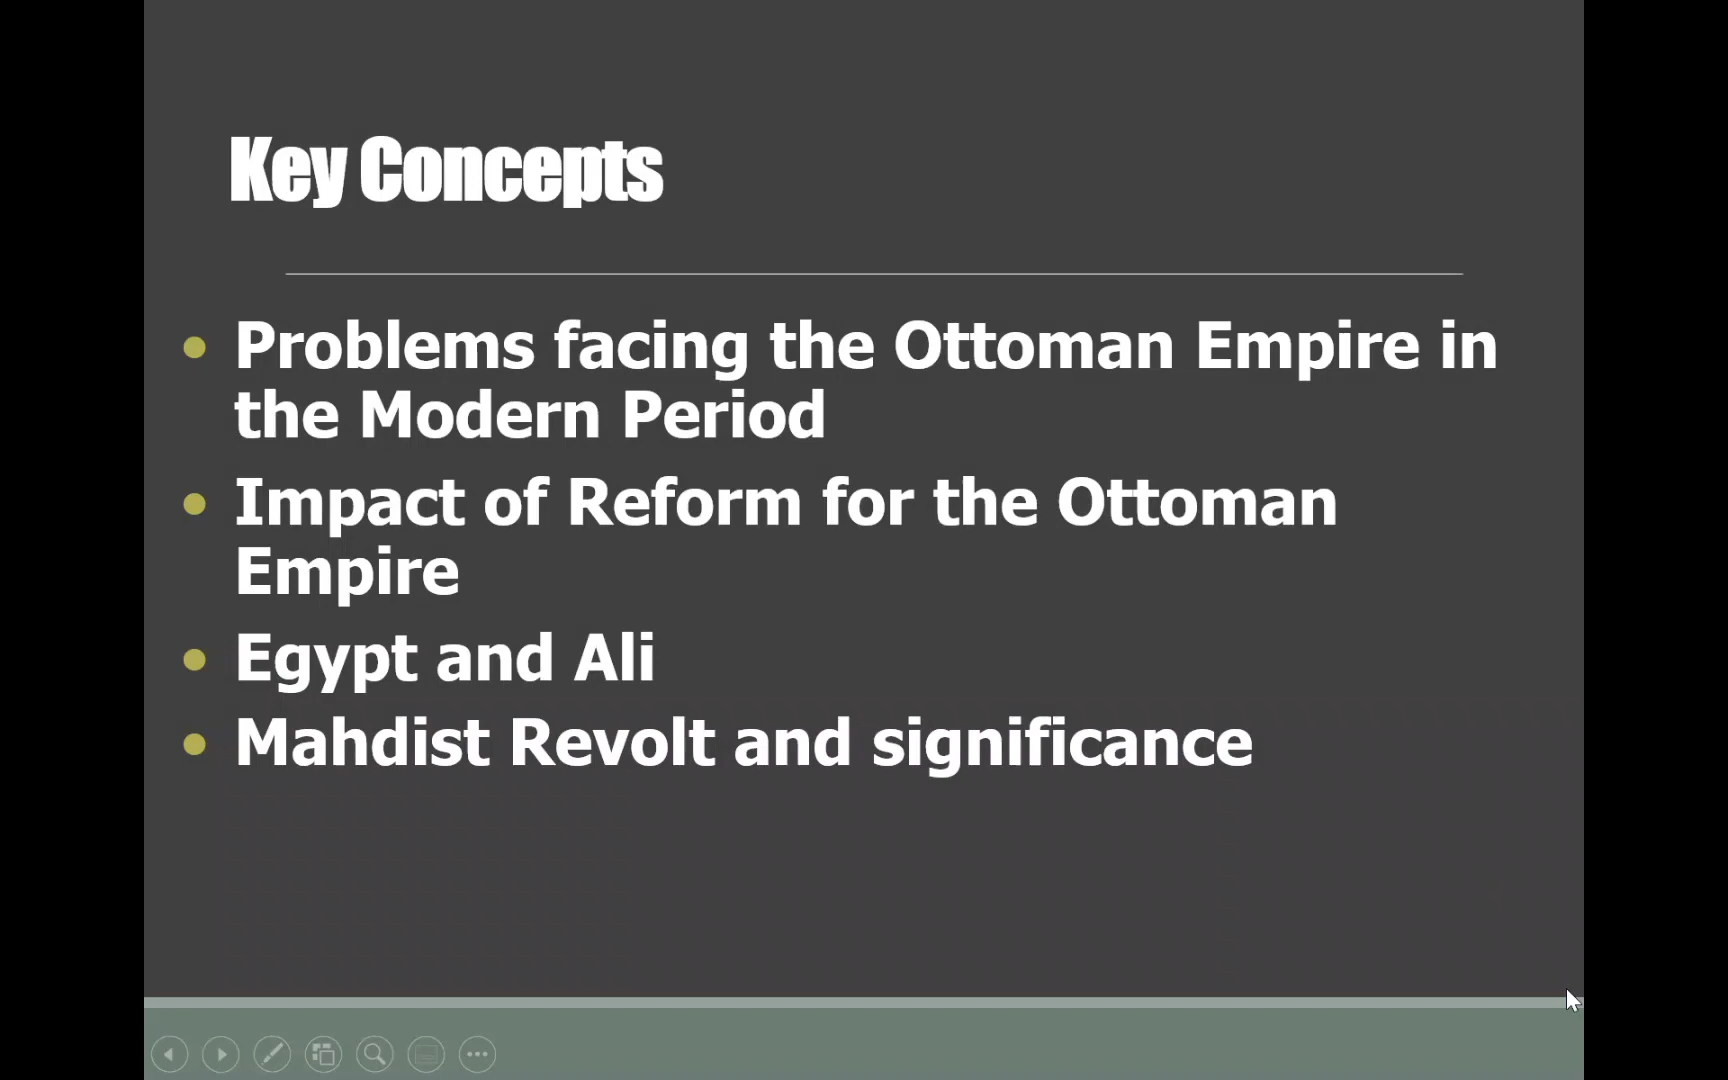 Key Concepts
• Problems facing the Ottoman Empire in
the Modern Period
• Impact of Reform for the Ottoman
Empire
• Egypt and Ali
• Mahdist Revolt and significance